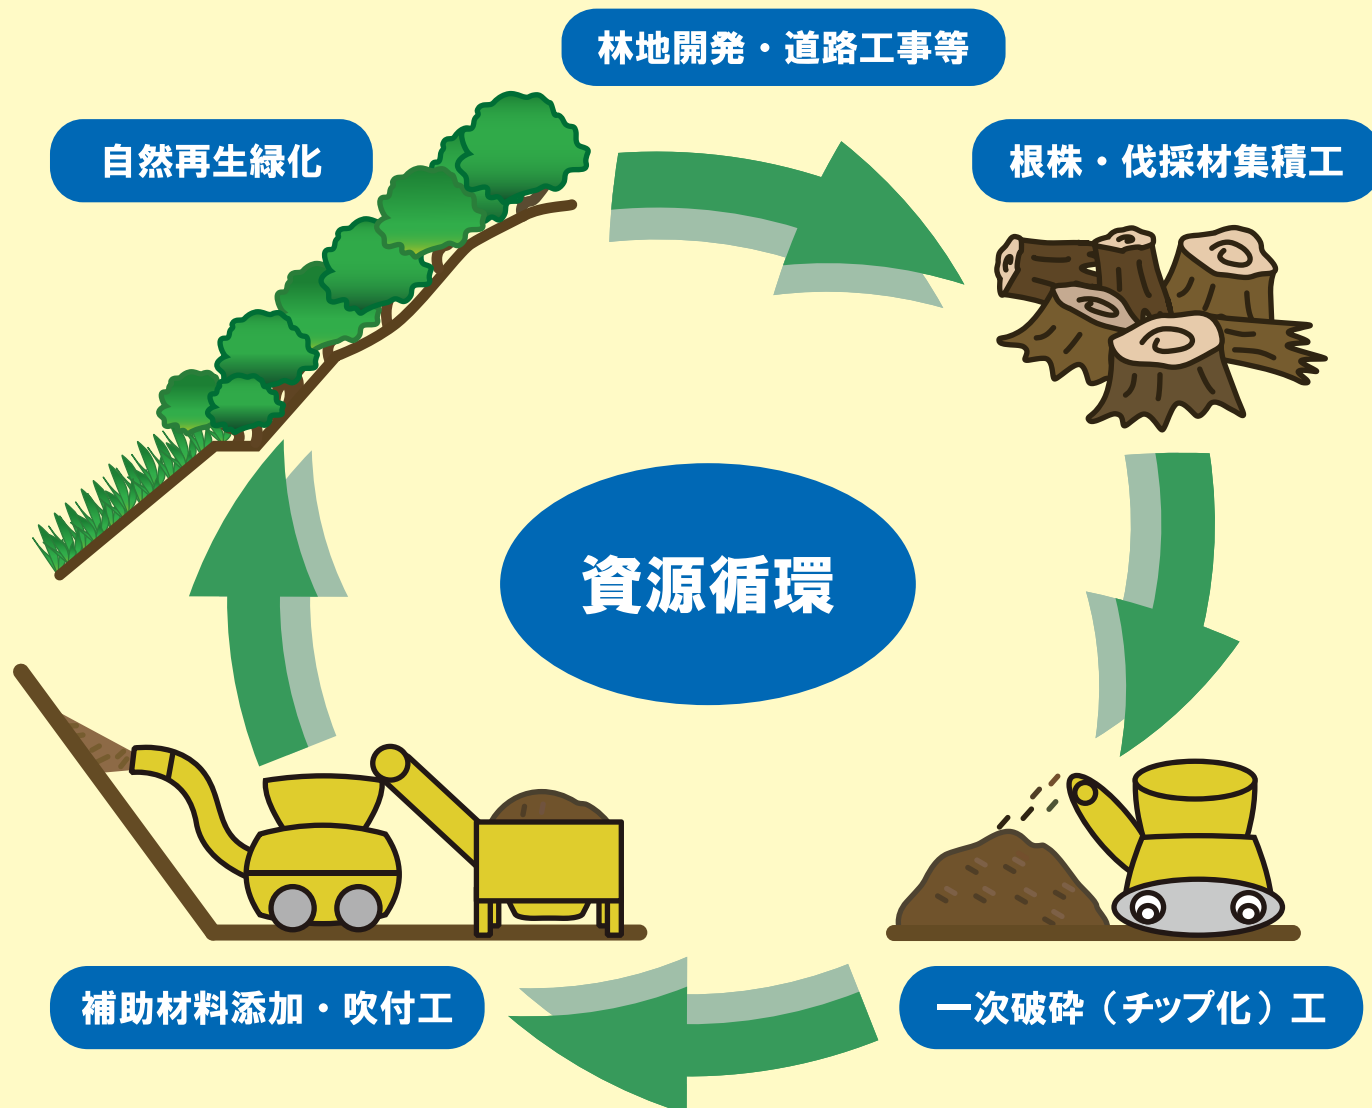 林地開発・道路工事等
自然再生緑化
根株・伐採材集積工
資源循環
補助材料添加・吹付工
一次破砕（チップ化）工